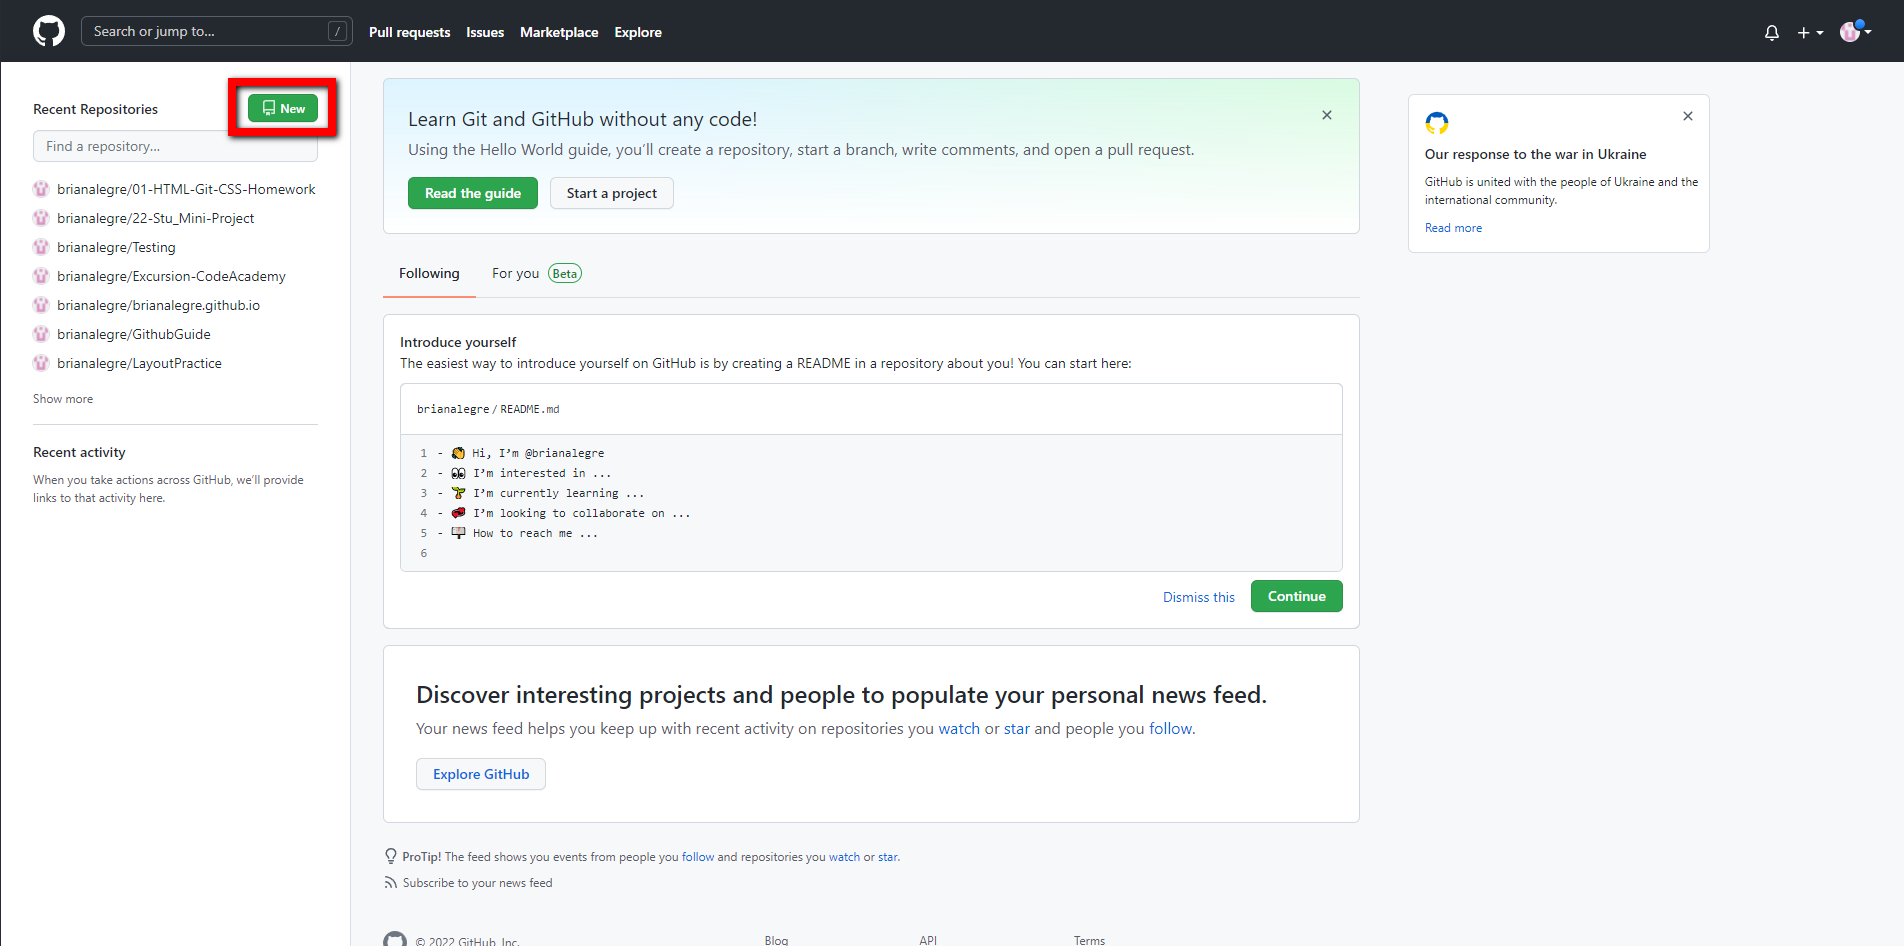 Search or jump to... /
Pull requests
Issues
Marketplace
Explore
Recent Repositories
New
Find a repository...
brianalegre/01-HTML-Git-CSS-Homework
brianalegre/22-Stu_Mini-Project
brianalegre/Testing
brianalegre/Excursion-CodeAcademy
brianalegre/brianalegre.github.io
brianalegre/GithubGuide
brianalegre/LayoutPractice
Show more
Recent activity
When you take actions across GitHub, we'll provide
links to that activity here.
Learn Git and GitHub without any code!
Using the Hello World guide, you'll create a repository, start a branch, write comments, and open a pull request.
Read the guide
Start a project
Following
For you Beta
Introduce yourself
The easiest way to introduce yourself on GitHub is by creating a README in a repository about you! You can start here:
brianalegre / README.md
1 - 👋 Hi, I'm @brianalegre
2 - 👀 I'm interested in ...
3 - 🌱 I'm currently learning ...
4 - 💞️ I'm looking to collaborate on ...
5 - 📫 How to reach me ...
6
Dismiss this
Continue
Discover interesting projects and people to populate your personal news feed.
Your news feed helps you keep up with recent activity on repositories you watch or star and people you follow.
Explore GitHub
ProTip! The feed shows you events from people you follow and repositories you watch or star.
Subscribe to your news feed
© 2022 GitHub, Inc.
Blog
API
Terms
Our response to the war in Ukraine
GitHub is united with the people of Ukraine and the
international community.
Read more